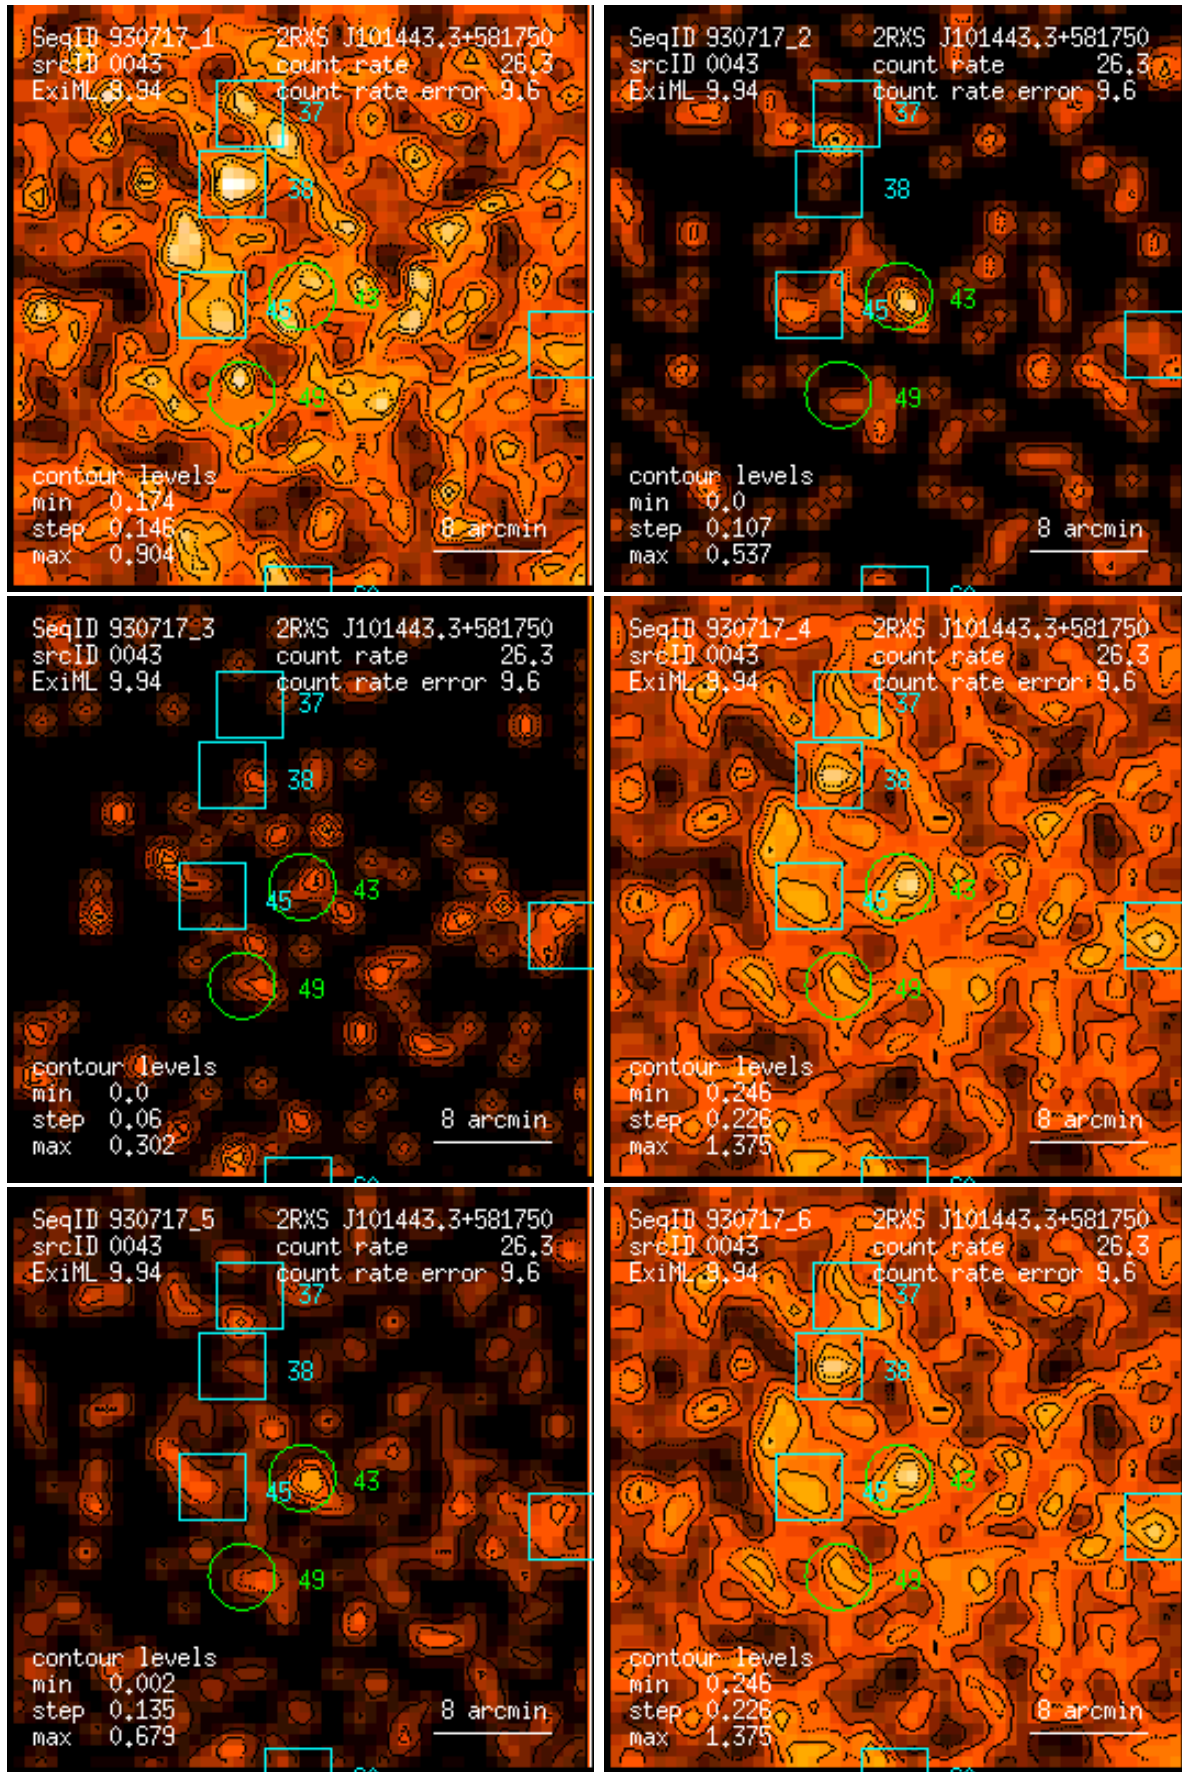 SeqID 930717_1 2RXS J101443.3+581750
srcID 0043 count rate 26.3
ExiML 9.94 count rate error 9.6
37
38
45 43
49
contour levels
min 0.174
step 0.146 8 arcmin
max 0.904
SeqID 930717_2 2RXS J101443.3+581750
srcID 0043 count rate 26.3
ExiML 9.94 count rate error 9.6
37
38
45 43
49
contour levels
min 0.0
step 0.107 8 arcmin
max 0.537
SeqID 930717_3 2RXS J101443.3+581750
srcID 0043 count rate 26.3
ExiML 9.94 count rate error 9.6
37
38
45 43
49
contour levels
min 0.0
step 0.06 8 arcmin
max 0.302
SeqID 930717_4 2RXS J101443.3+581750
srcID 0043 count rate 26.3
ExiML 9.94 count rate error 9.6
37
38
45 43
49
contour levels
min 0.246
step 0.226 8 arcmin
max 1.375
SeqID 930717_5 2RXS J101443.3+581750
srcID 0043 count rate 26.3
ExiML 9.94 count rate error 9.6
37
38
45 43
49
contour levels
min 0.002
step 0.135 8 arcmin
max 0.679
SeqID 930717_6 2RXS J101443.3+581750
srcID 0043 count rate 26.3
ExiML 9.94 count rate error 9.6
37
38
45 43
49
contour levels
min 0.246
step 0.226 8 arcmin
max 1.375